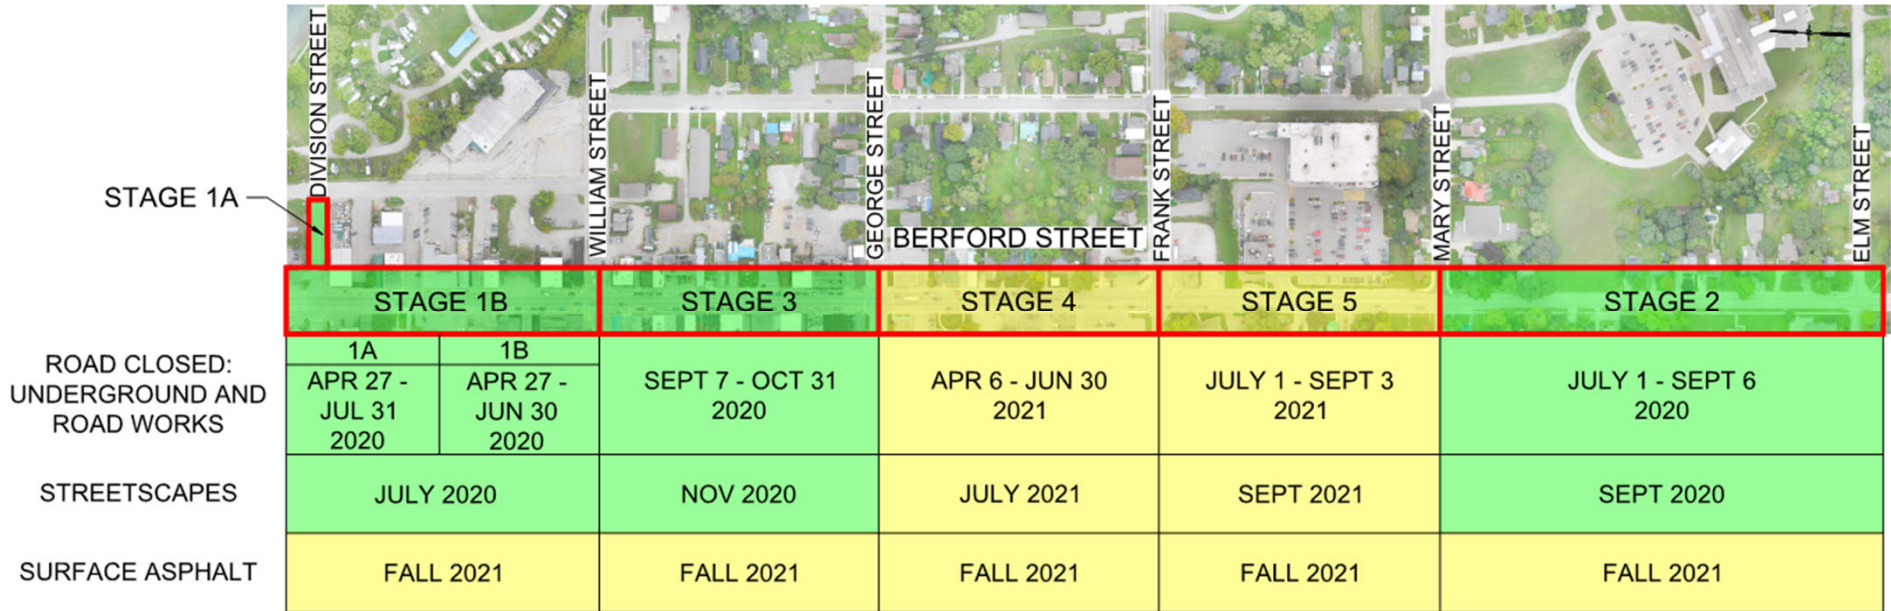 DIVISION STREET
WILLIAM STREET
GEORGE STREET
FRANK STREET
MARY STREET
ELM STREET
STAGE 1A
BERFORD STREET
STAGE 1B
STAGE 3
STAGE 4
STAGE 5
STAGE 2
ROAD CLOSED:
UNDERGROUND AND
ROAD WORKS
1A
APR 27 -
JUL 31
2020
1B
APR 27 -
JUN 30
2020
SEPT 7 - OCT 31
2020
APR 6 - JUN 30
2021
JULY 1 - SEPT 3
2021
JULY 1 - SEPT 6
2020
STREETSCAPES
JULY 2020
NOV 2020
JULY 2021
SEPT 2021
SEPT 2020
SURFACE ASPHALT
FALL 2021
FALL 2021
FALL 2021
FALL 2021
FALL 2021